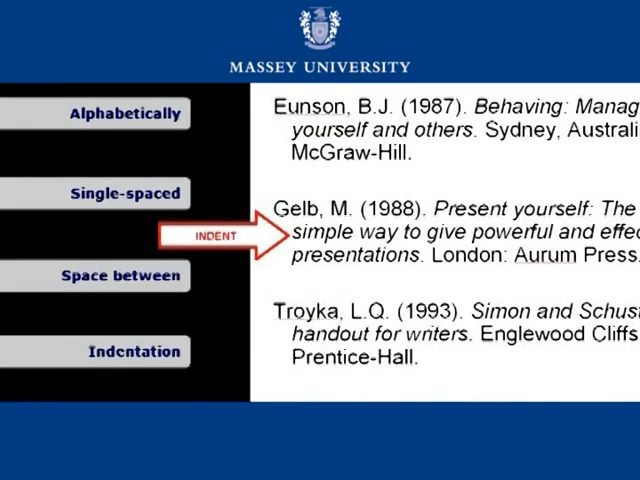 MASSEY UNIVERSITY
Alphabetically
Single-spaced
Space between
Indentation
INDENT
Eunson, B.J. (1987). Behaving: Manag
yourself and others. Sydney, Australi
McGraw-Hill.
Gelb, M. (1988). Present yourself: The
simple way to give powerful and effec
presentations. London: Aurum Press.
Troyka, L.Q. (1993). Simon and Schust
handout for writers. Englewood Cliffs
Prentice-Hall.